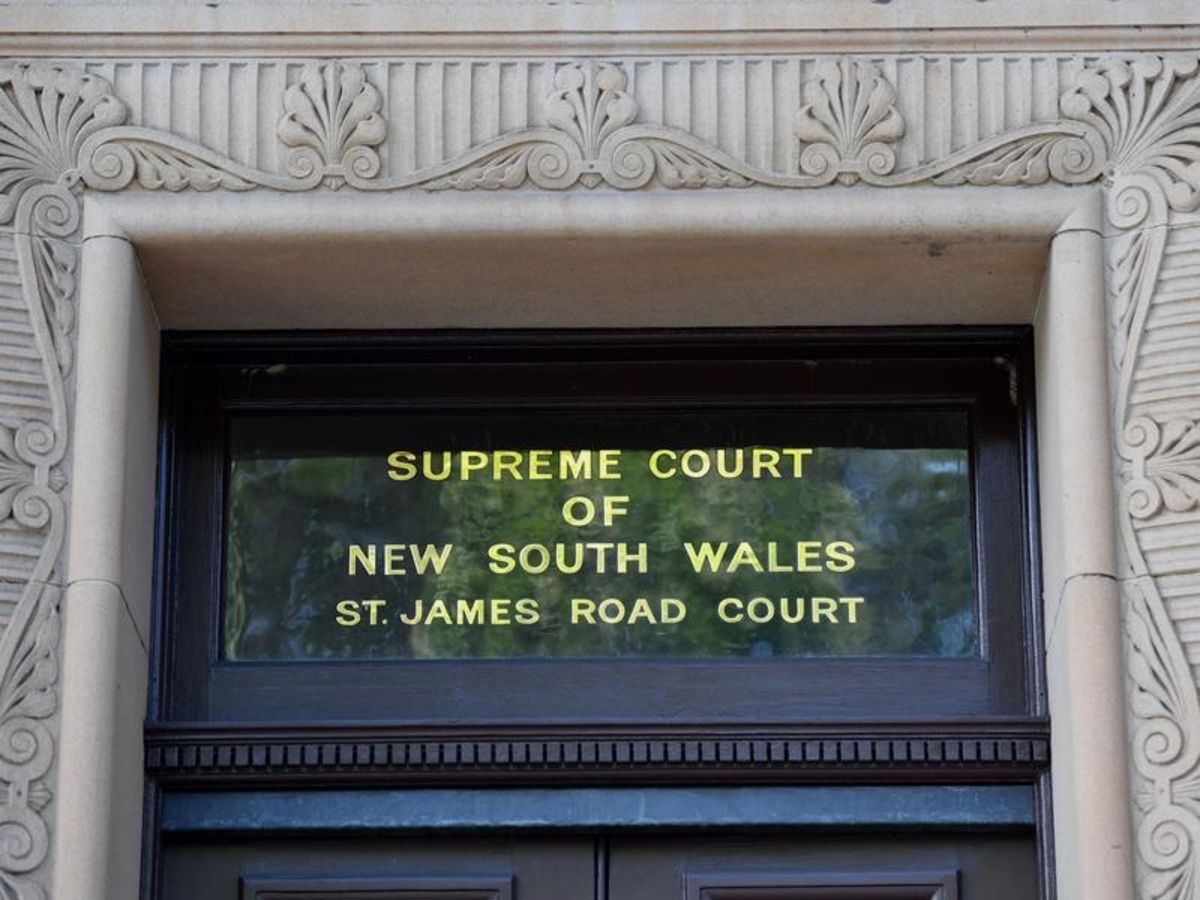 SUPREME COURT
OF
NEW SOUTH WALES
ST. JAMES ROAD COURT